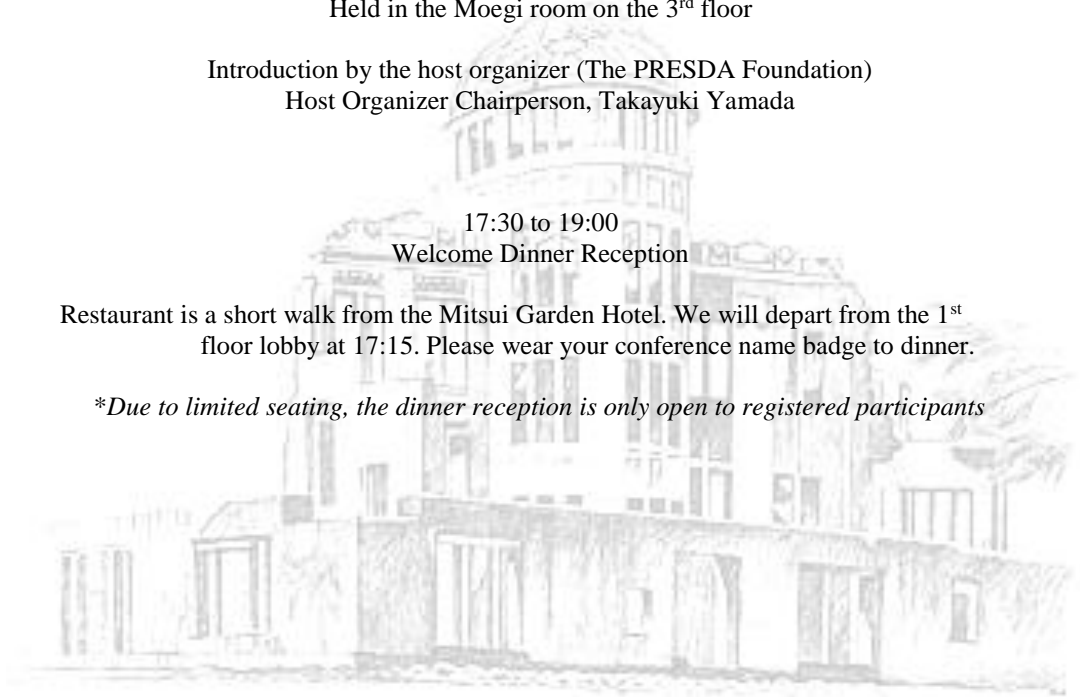 Held in the Moegi room on the 3rd floor
Introduction by the host organizer (The PRESDA Foundation)
Host Organizer Chairperson, Takayuki Yamada
17:30 to 19:00
Welcome Dinner Reception
Restaurant is a short walk from the Mitsui Garden Hotel. We will depart from the 1st
floor lobby at 17:15. Please wear your conference name badge to dinner.
*Due to limited seating, the dinner reception is only open to registered participants